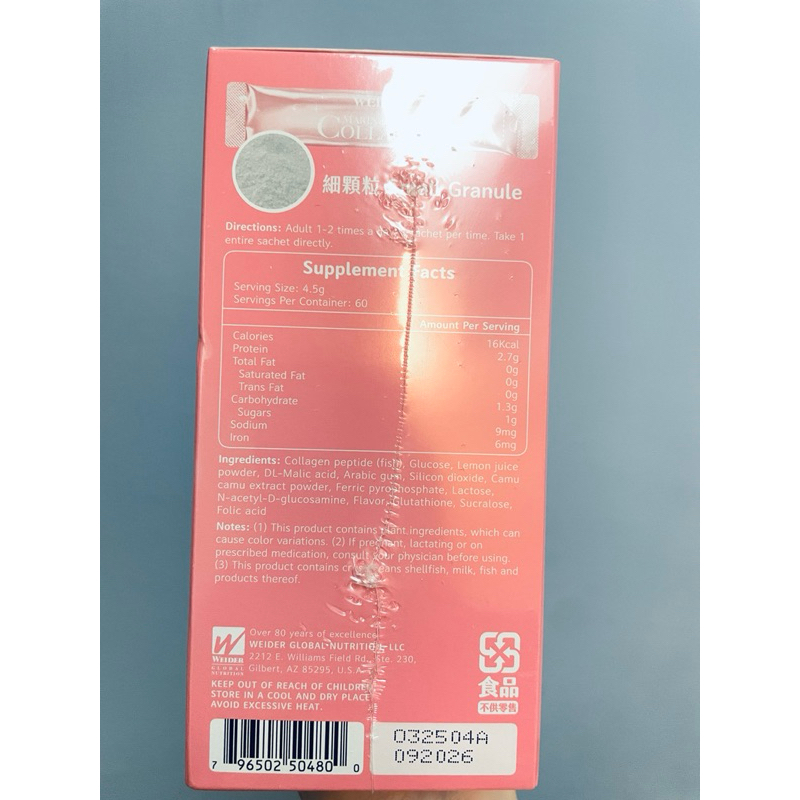 WEI
MARI
COLL
細顆粒 Granule
Directions: Adult 1-2 times a per time. Take 1
entire sachet directly.
Supplement Facts
Serving Size: 4.5g
Servings Per Container: 60
Amount Per Serving
Calories 16Kcal
Protein 2.7g
Total Fat 0g
Saturated Fat 0g
Trans Fat 0g
Carbohydrate 1.3g
Sugars 1g
Sodium 9mg
Iron 6mg
Ingredients: Collagen peptide (fish), Glucose, Lemon juice
powder, DL-Malic acid, Arabic gum, Silicon dioxide, Camu
camu extract powder, Ferric pyrophosphate, Lactose,
N-acetyl-D-glucosamine, Flavor, Glutathione, Sucralose,
Folic acid
Notes: (1) This product contains plant ingredients, which can
cause color variations. (2) If pregnant, lactating or on
prescribed medication, consult your physician before using.
(3) This product contains crustaceans shellfish, milk, fish and
products thereof.
Over 80 years of excellence
WEIDER GLOBAL NUTRITION, LLC
2212 E. Williams Field Rd., Ste. 230,
Gilbert, AZ 85295, U.S.A.
W
WEIDER
GLOBAL
NUTRITION
KEEP OUT OF REACH OF CHILDREN
STORE IN A COOL AND DRY PLACE
AVOID EXCESSIVE HEAT.
食品
不供零售
7 96502 50480 0
032504A
092026